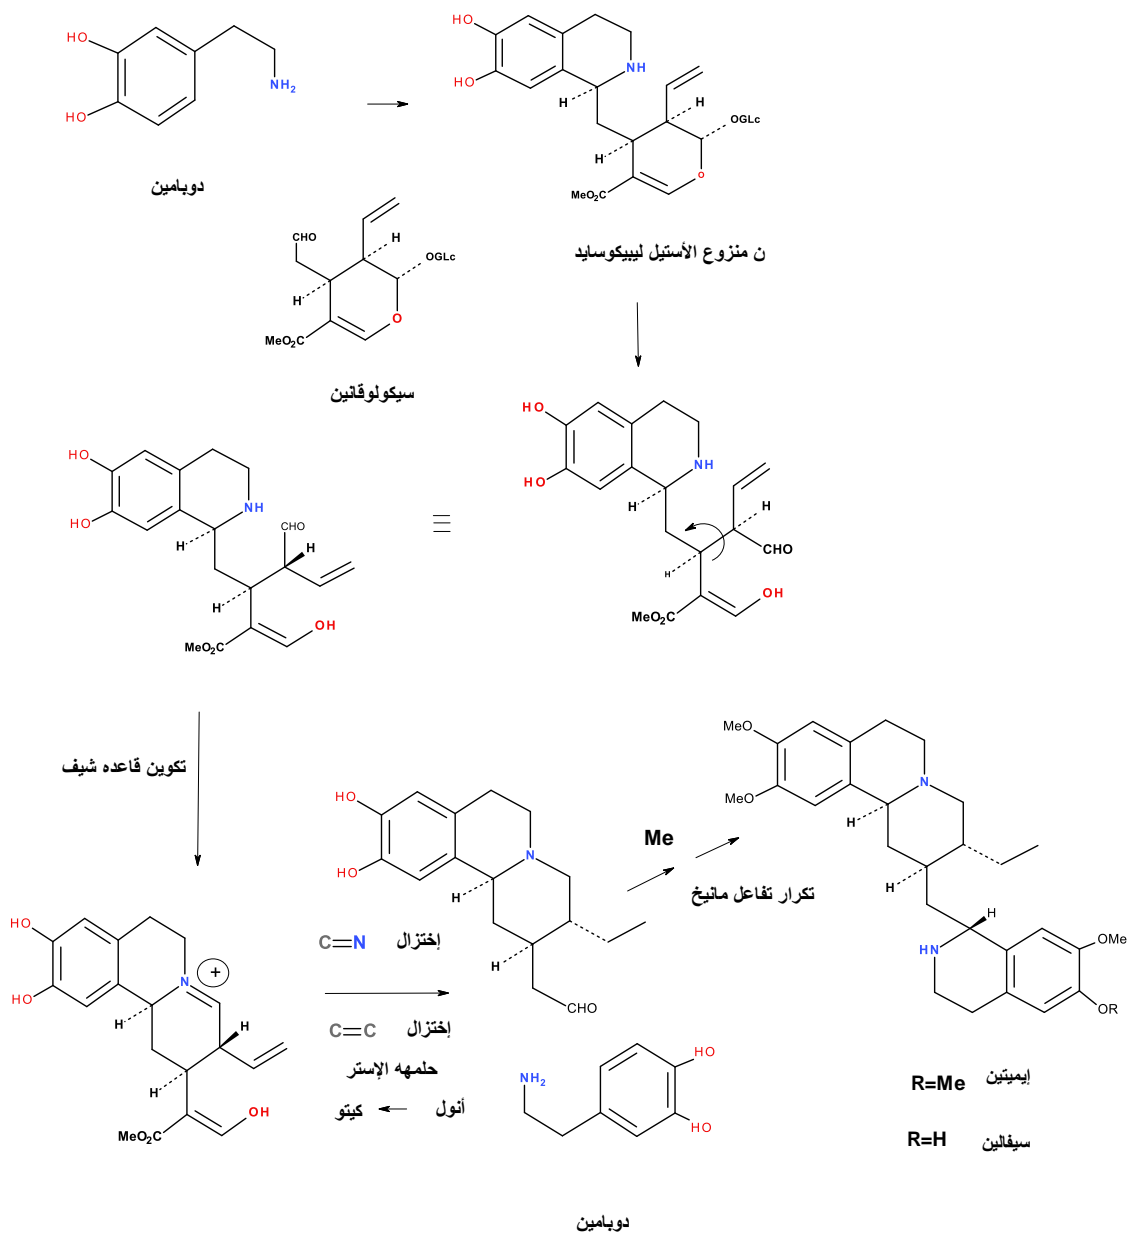 HO
HO
NH2
دوبامين
HO
HO
NH
H
H
H
OGLc
O
MeO2C
ن منزوع الأستيل ليبيكوسايد
CHO
H
OGLc
H
O
MeO2C
سيكولوقانين
HO
HO
NH
H
H
CHO
H
MeO2C
OH
HO
HO
NH
H
CHO
H
H
MeO2C
OH
تكوين قاعده شيف
HO
HO
N
+
H
H
H
MeO2C
OH
C=N إختزال
C=C إختزال
حلمهه الإستر
أنول
كيتو
HO
HO
N
H
H
CHO
NH2
HO
HO
دوبامين
Me
تكرار تفاعل مانيخ
MeO
MeO
N
H
H
H
HN
OMe
OR
R=Me إيميتين
R=H سيفالين